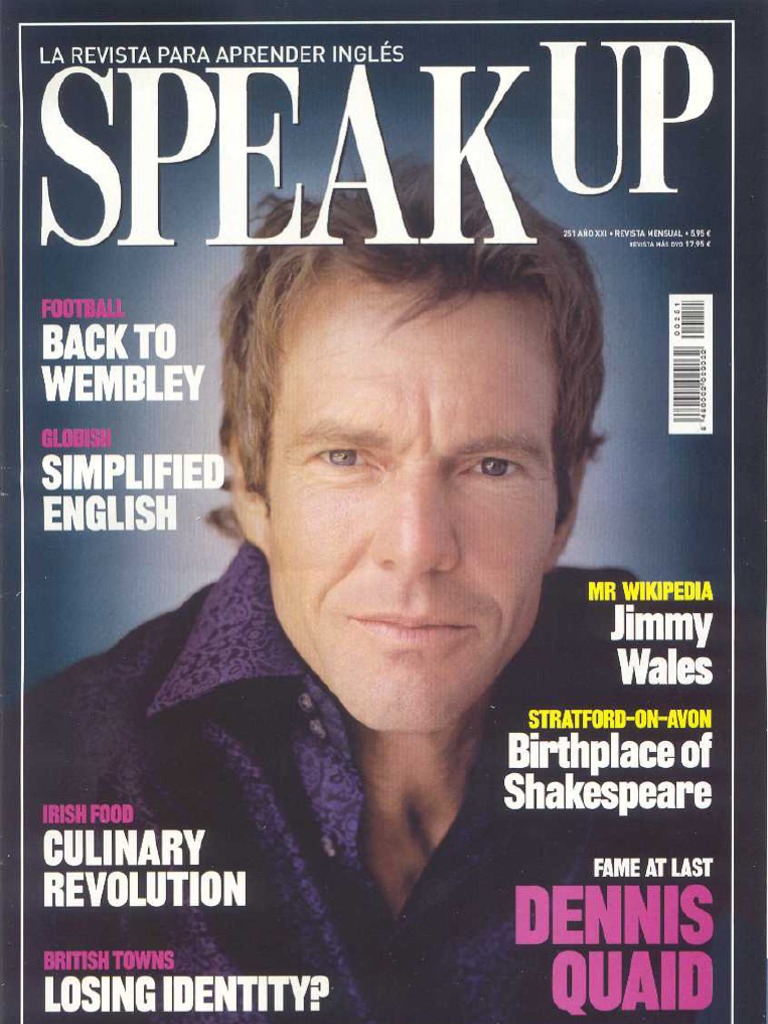 LA REVISTA PARA APRENDER INGLÉS
SPEAK UP
251 AÑO XXI • REVISTA MENSUAL • 5,95 €
REVISTA MÁS DVD 17,95 €
00251
FOOTBALL
BACK TO
WEMBLEY
GLOBISH
SIMPLIFIED
ENGLISH
MR WIKIPEDIA
Jimmy
Wales
STRATFORD-ON-AVON
Birthplace of
Shakespeare
IRISH FOOD
CULINARY
REVOLUTION
FAME AT LAST
DENNIS
QUAID
BRITISH TOWNS
LOSING IDENTITY?